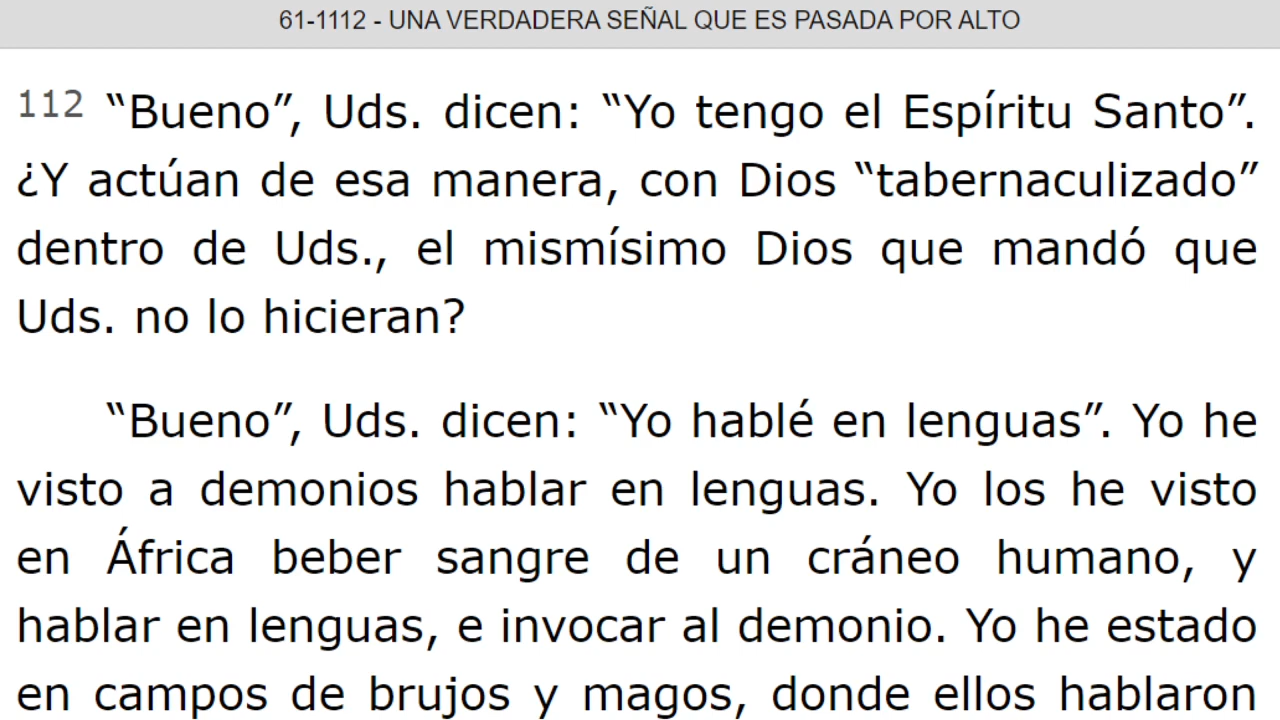 61-1112 - UNA VERDADERA SEÑAL QUE ES PASADA POR ALTO
112 “Bueno”, Uds. dicen: “Yo tengo el Espíritu Santo”.
¿Y actúan de esa manera, con Dios “tabernaculizado”
dentro de Uds., el mismísimo Dios que mandó que
Uds. no lo hicieran?
“Bueno”, Uds. dicen: “Yo hablé en lenguas”. Yo he
visto a demonios hablar en lenguas. Yo los he visto
en África beber sangre de un cráneo humano, y
hablar en lenguas, e invocar al demonio. Yo he estado
en campos de brujos y magos, donde ellos hablaron